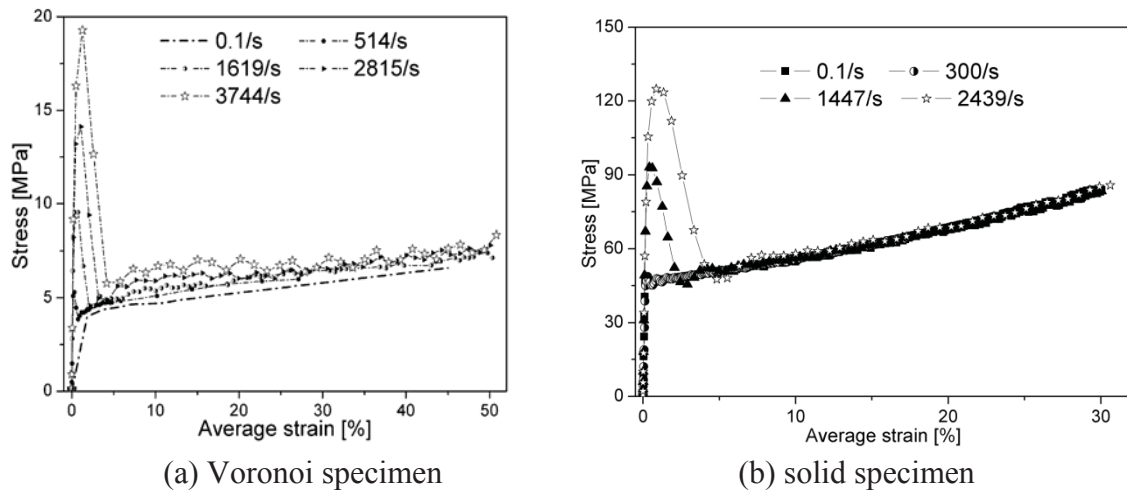 20
15
10
5
0
Stress [MPa]
0.1/s 514/s
1619/s 2815/s
3744/s
0 10 20 30 40 50
Average strain [%]
(a) Voronoi specimen
150
120
90
60
30
0
Stress [MPa]
0.1/s 300/s
1447/s 2439/s
0 10 20 30
Average strain [%]
(b) solid specimen